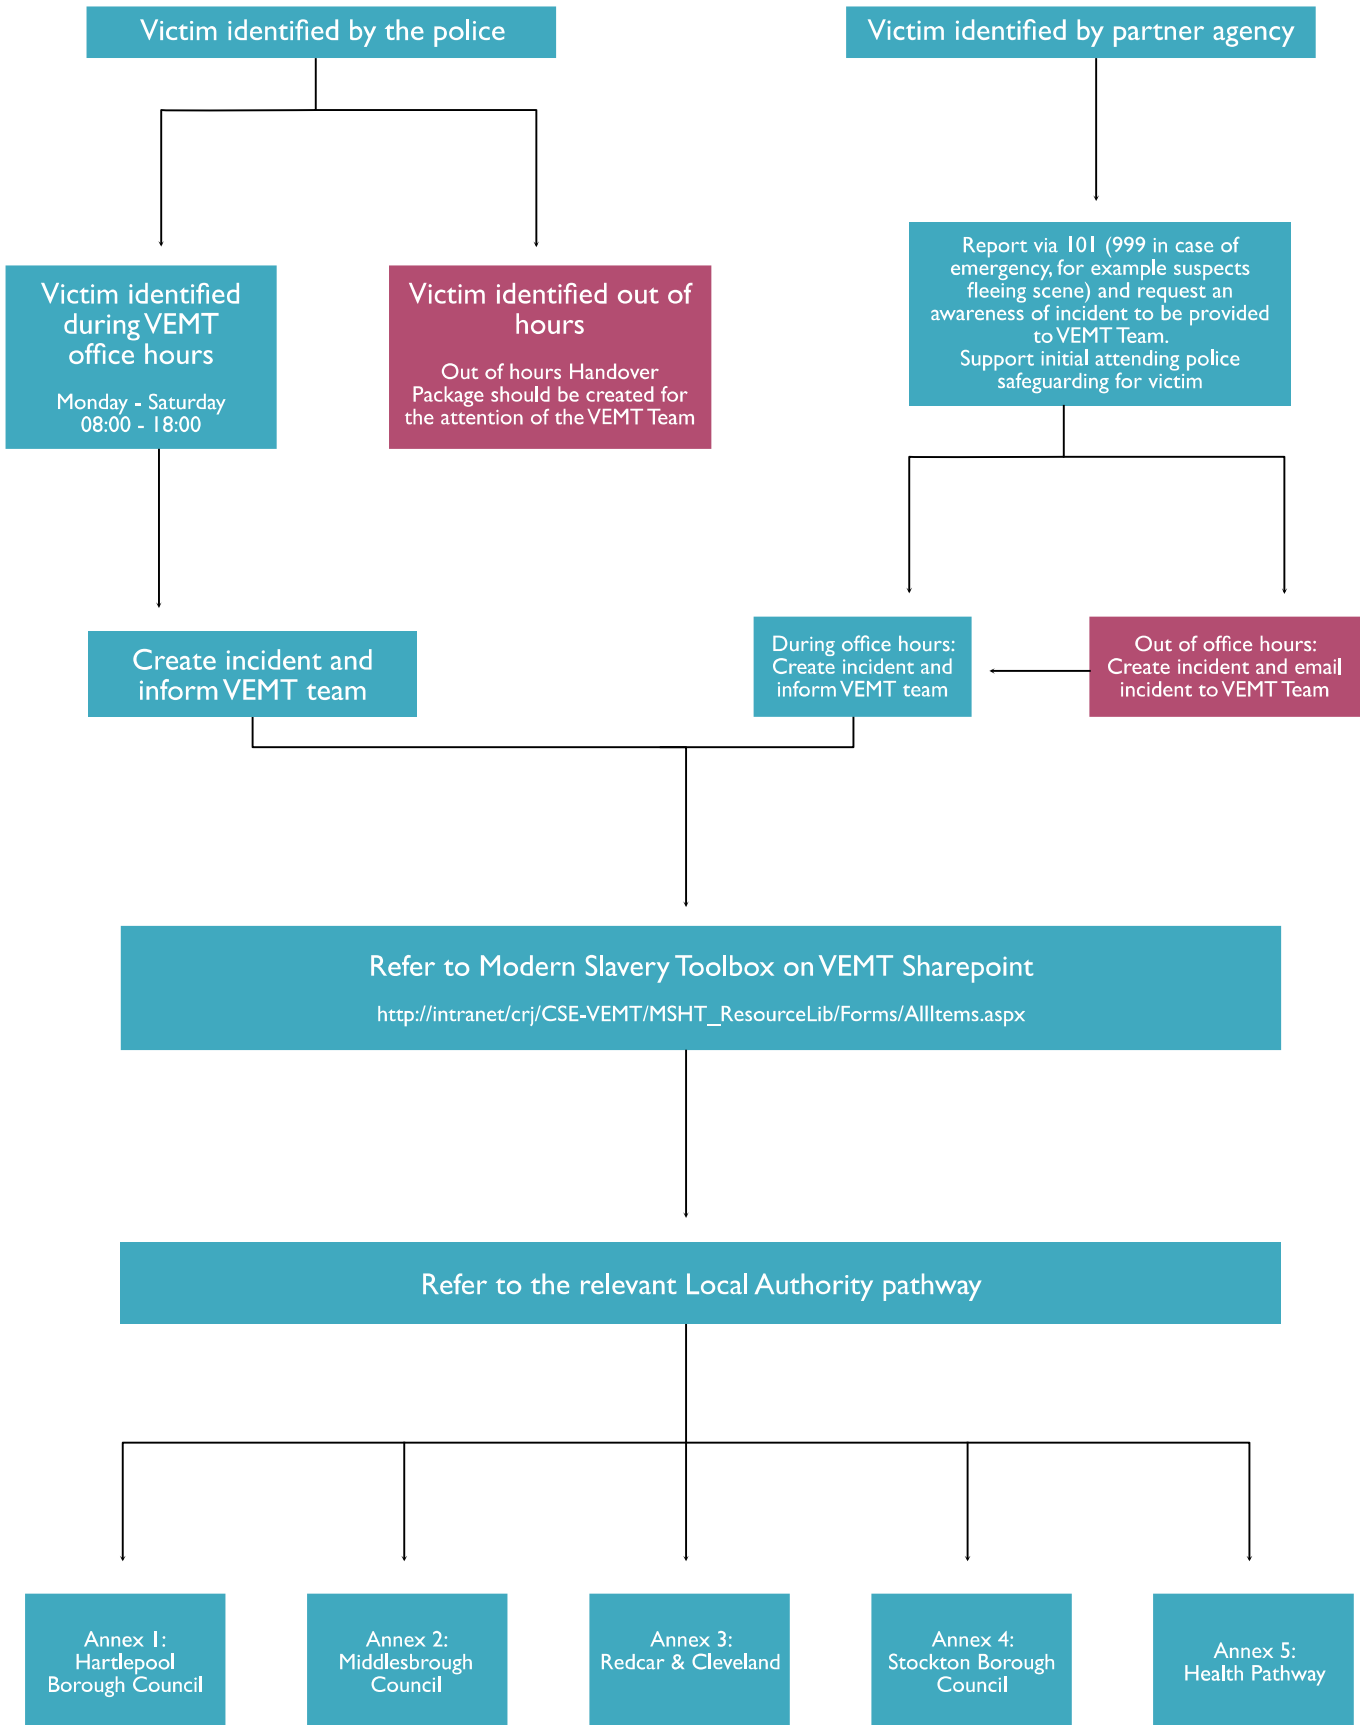 Victim identified by the police
Victim identified by partner agency
Victim identified
during VEMT
office hours
Monday - Saturday
08:00 - 18:00
Victim identified out of
hours
Out of hours Handover
Package should be created for
the attention of the VEMT Team
Report via 101 (999 in case of
emergency, for example suspects
fleeing scene) and request an
awareness of incident to be provided
to VEMT Team.
Support initial attending police
safeguarding for victim
Create incident and
inform VEMT team
During office hours:
Create incident and
inform VEMT team
Out of office hours:
Create incident and email
incident to VEMT Team
Refer to Modern Slavery Toolbox on VEMT Sharepoint
http://intranet/crj/CSE-VEMT/MSHT_ResourceLib/Forms/AllItems.aspx
Refer to the relevant Local Authority pathway
Annex 1:
Hartlepool
Borough Council
Annex 2:
Middlesbrough
Council
Annex 3:
Redcar & Cleveland
Annex 4:
Stockton Borough
Council
Annex 5:
Health Pathway